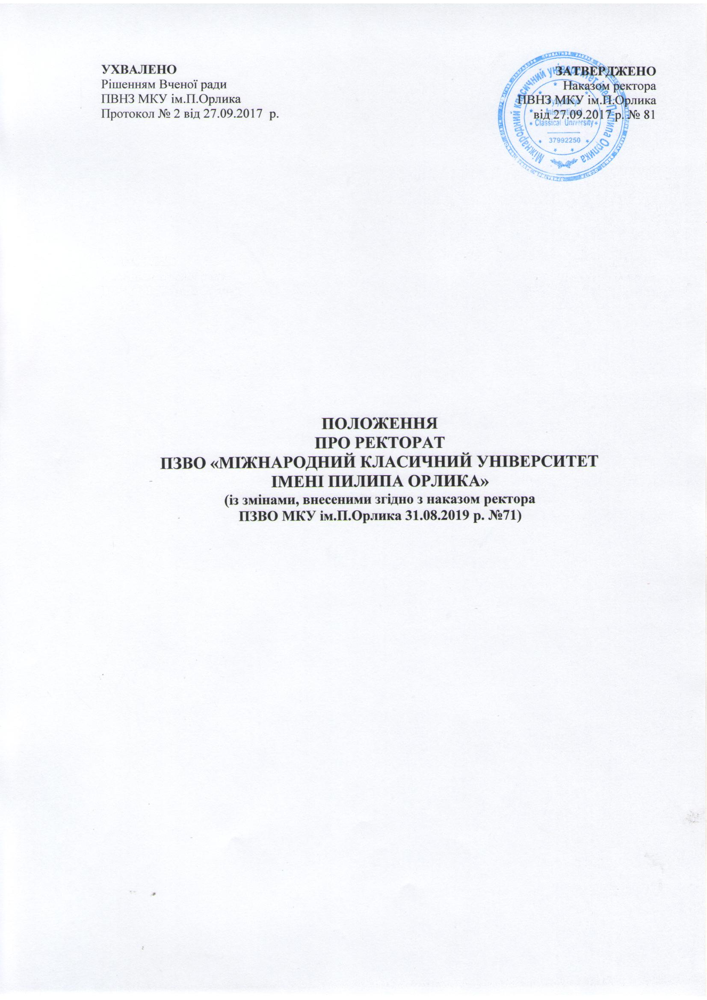 УХВАЛЕНО
Рішенням Вченої ради
ПВНЗ МКУ ім.П.Орлика
Протокол № 2 від 27.09.2017 р.
ЗАТВЕРДЖЕНО
Наказом ректора
ПВНЗ МКУ ім.П.Орлика
від 27.09.2017 р. № 81
Міжнародний класичний університет імені Пилипа Орлика
International
Classical University
37992250
ПОЛОЖЕННЯ
ПРО РЕКТОРАТ
ПЗВО «МІЖНАРОДНИЙ КЛАСИЧНИЙ УНІВЕРСИТЕТ
ІМЕНІ ПИЛИПА ОРЛИКА»
(із змінами, внесеними згідно з наказом ректора
ПЗВО МКУ ім.П.Орлика 31.08.2019 р. №71)